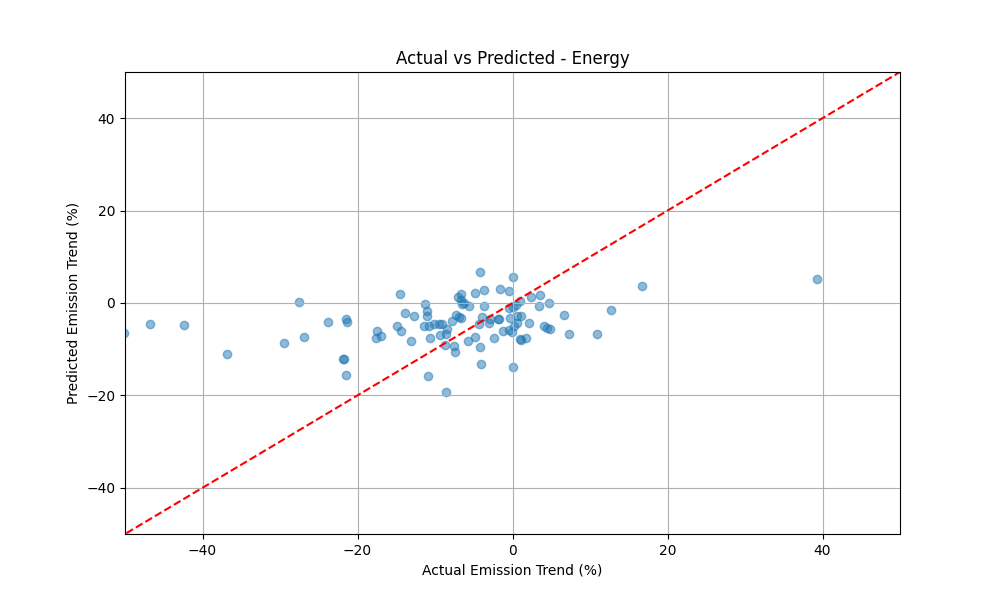 Actual vs Predicted - Energy
Predicted Emission Trend (%)
40
20
0
−20
−40
−40 −20 0 20 40
Actual Emission Trend (%)